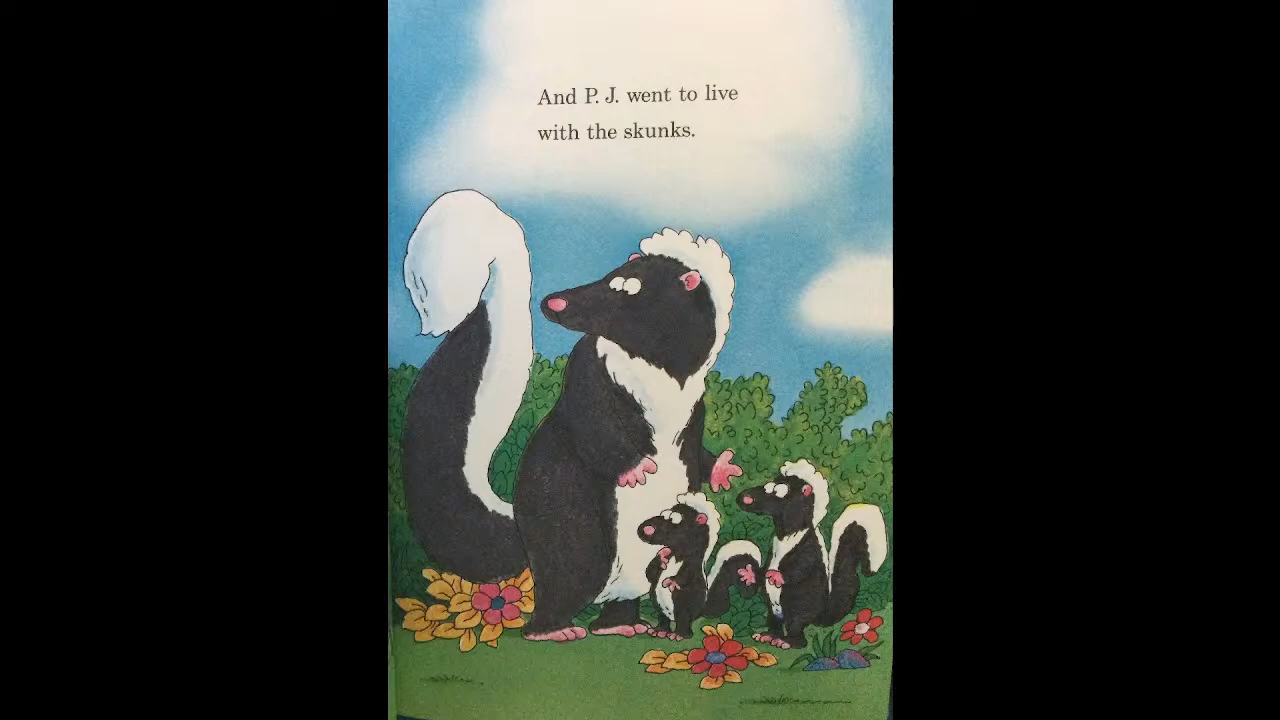 And P. J. went to live
with the skunks.